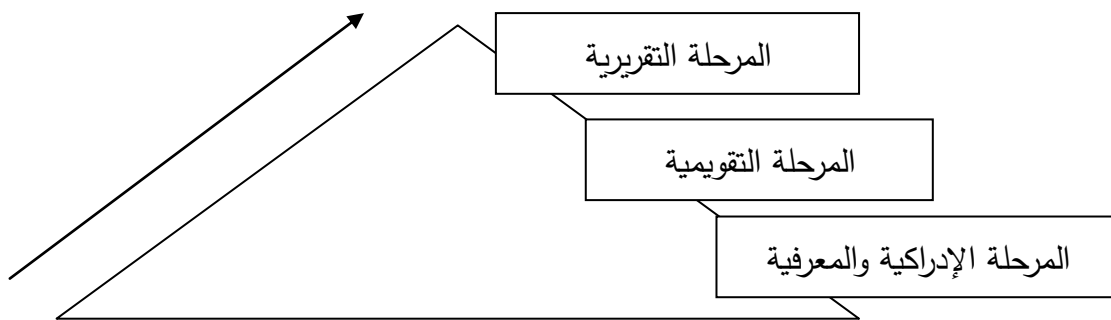 المرحلة التقريرية
المرحلة التقويمية
المرحلة الإدراكية والمعرفية